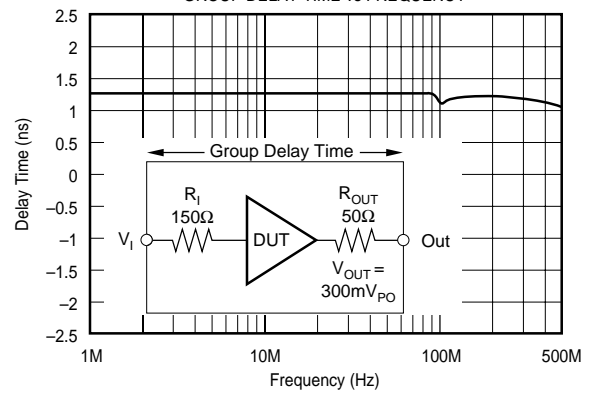 2.5
2
1.5
1
0.5
0
–0.5
–1
–1.5
–2
–2.5
Delay Time (ns)
Group Delay Time
R_I
150Ω
R_OUT
50Ω
V_I
DUT
Out
V_OUT =
300mV_PO
1M
10M
100M
500M
Frequency (Hz)